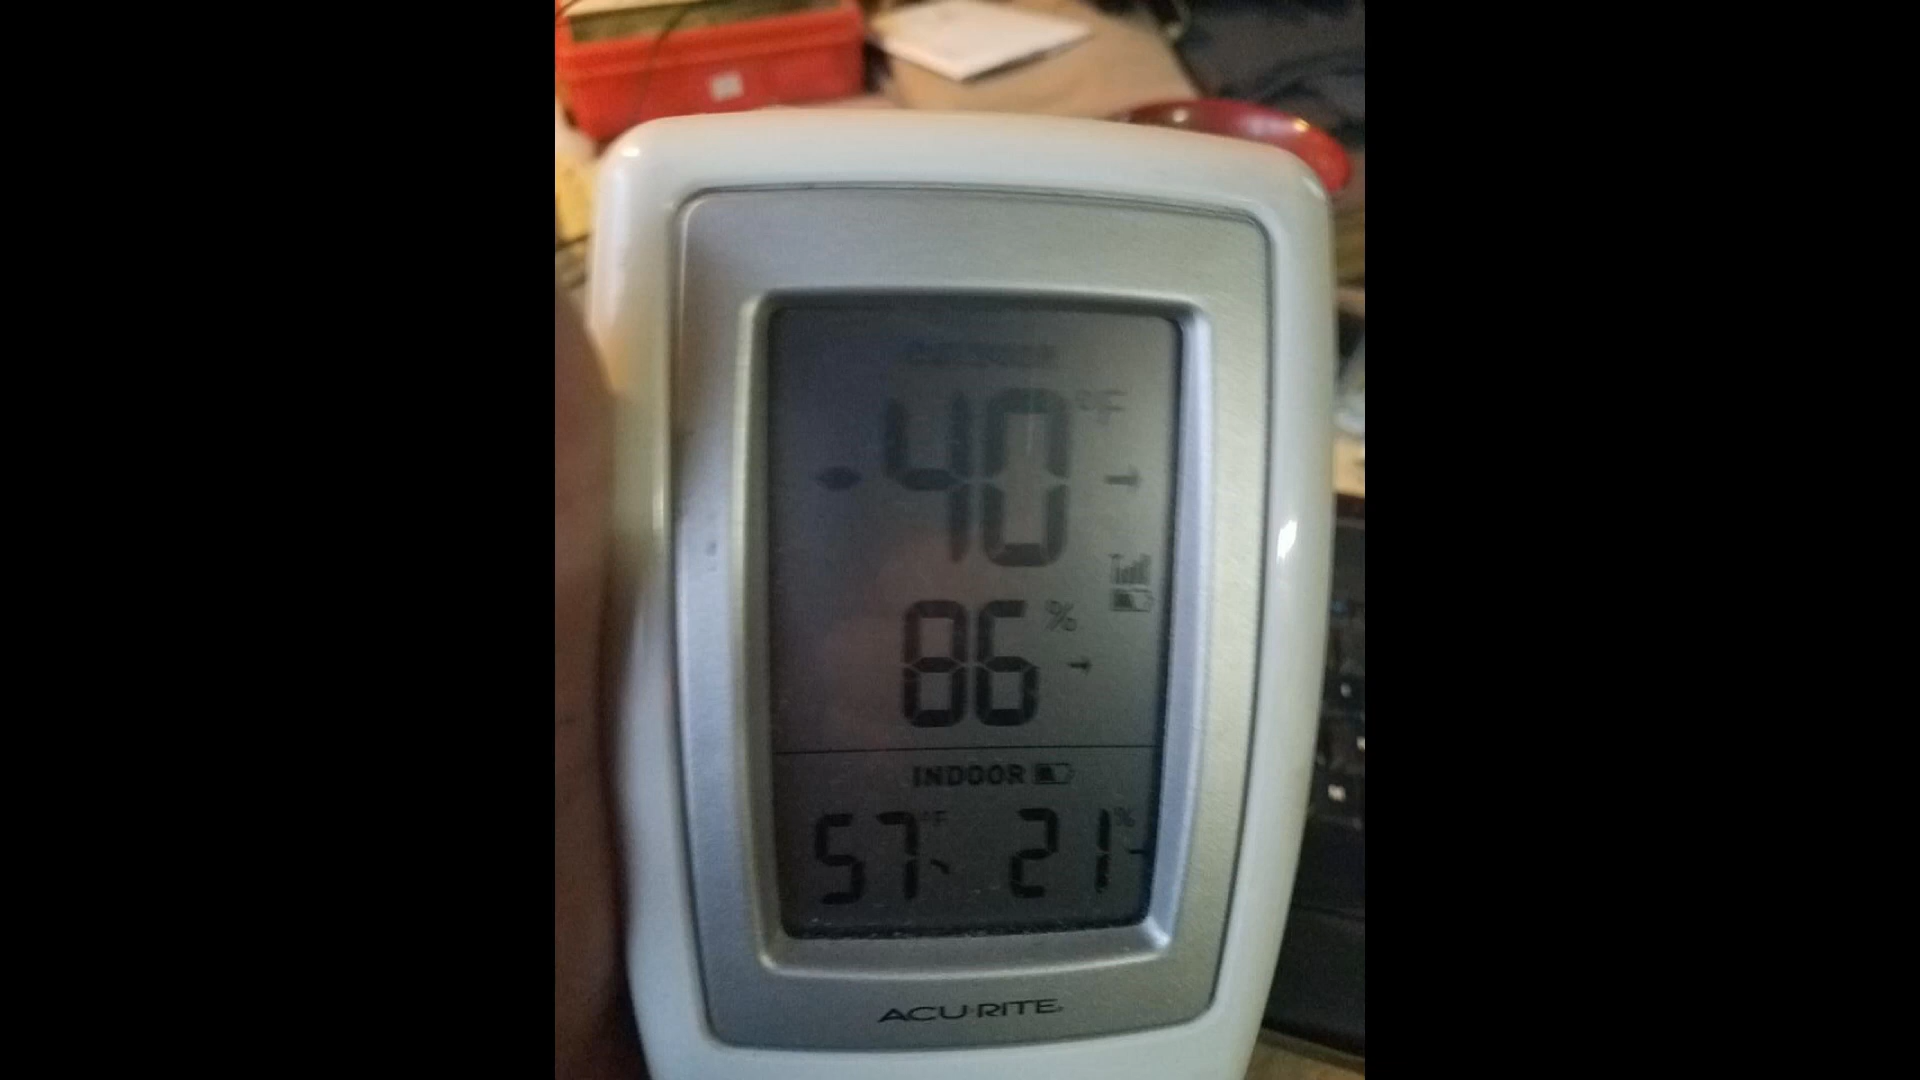 -40 °F
86 %
INDOOR
57 °F 21 %
ACU RITE